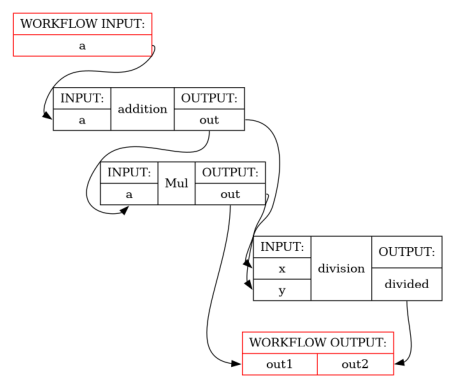 WORKFLOW INPUT:
a
INPUT:
a
addition
OUTPUT:
out
INPUT:
a
Mul
OUTPUT:
out
INPUT:
x
y
division
OUTPUT:
divided
WORKFLOW OUTPUT:
out1 out2